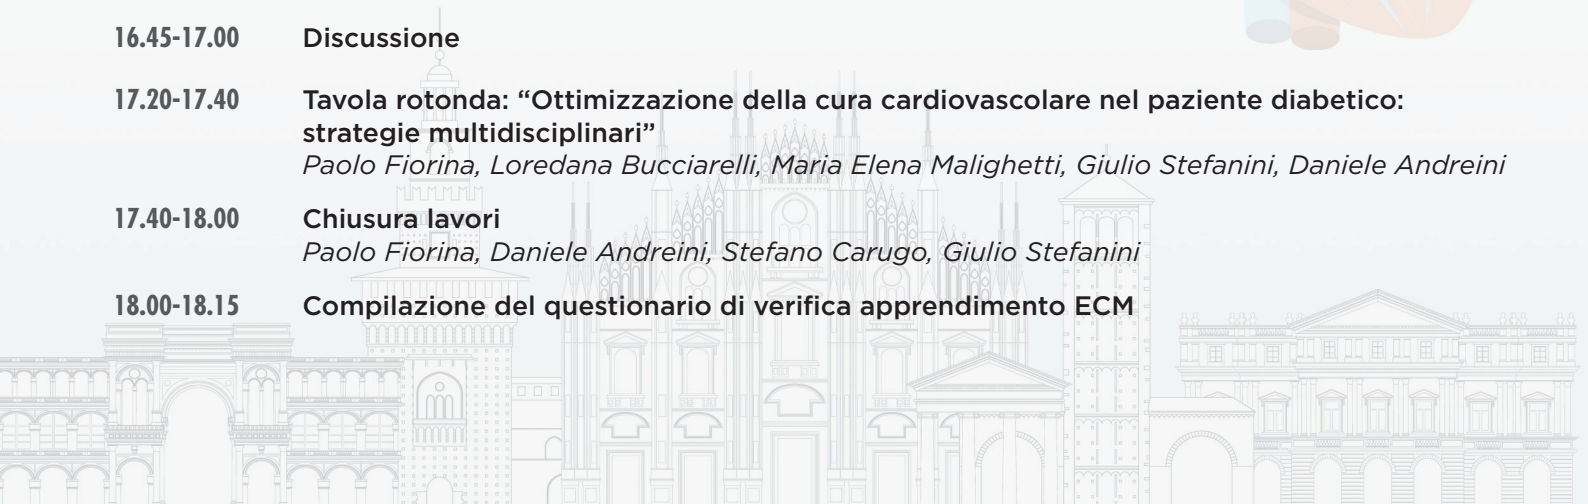 16.45-17.00 Discussione
17.20-17.40 Tavola rotonda: “Ottimizzazione della cura cardiovascolare nel paziente diabetico:
strategie multidisciplinari”
Paolo Fiorina, Loredana Bucciarelli, Maria Elena Malighetti, Giulio Stefanini, Daniele Andreini
17.40-18.00 Chiusura lavori
Paolo Fiorina, Daniele Andreini, Stefano Carugo, Giulio Stefanini
18.00-18.15 Compilazione del questionario di verifica apprendimento ECM